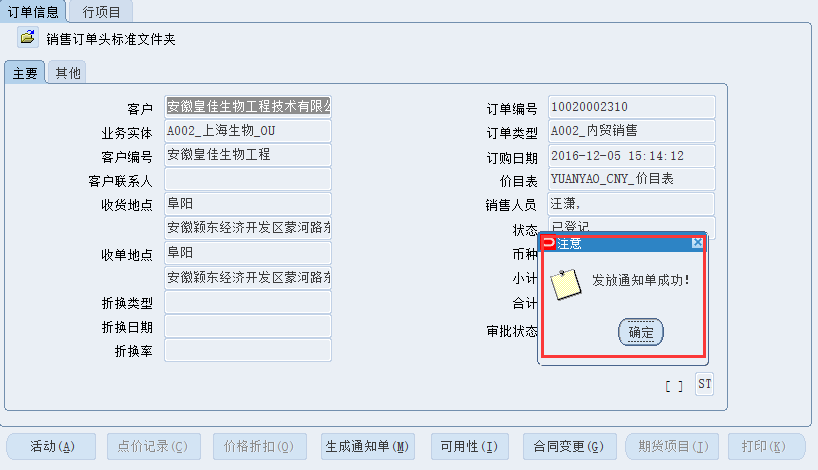 订单信息 行项目
销售订单头标准文件夹
主要 其他
客户 安徽皇佳生物工程技术有限公 订单编号 10020002310
业务实体 A002_上海生物_OU 订单类型 A002_内贸销售
客户编号 安徽皇佳生物工程 订购日期 2016-12-05 15:14:12
客户联系人 价目表 YUANYAO_CNY_价目表
收货地点 阜阳 销售人员 汪潇,
安徽颖东经济开发区蒙河路东 状态 已登记
收单地点 阜阳 币种
安徽颖东经济开发区蒙河路东 小计
折换类型 合计
折换日期 审批状态
折换率
注意
发放通知单成功!
确定
[ ] ST
活动(A) 点价记录(C) 价格折扣(Q) 生成通知单(M) 可用性(I) 合同变更(G) 期货项目(J) 打印(K)